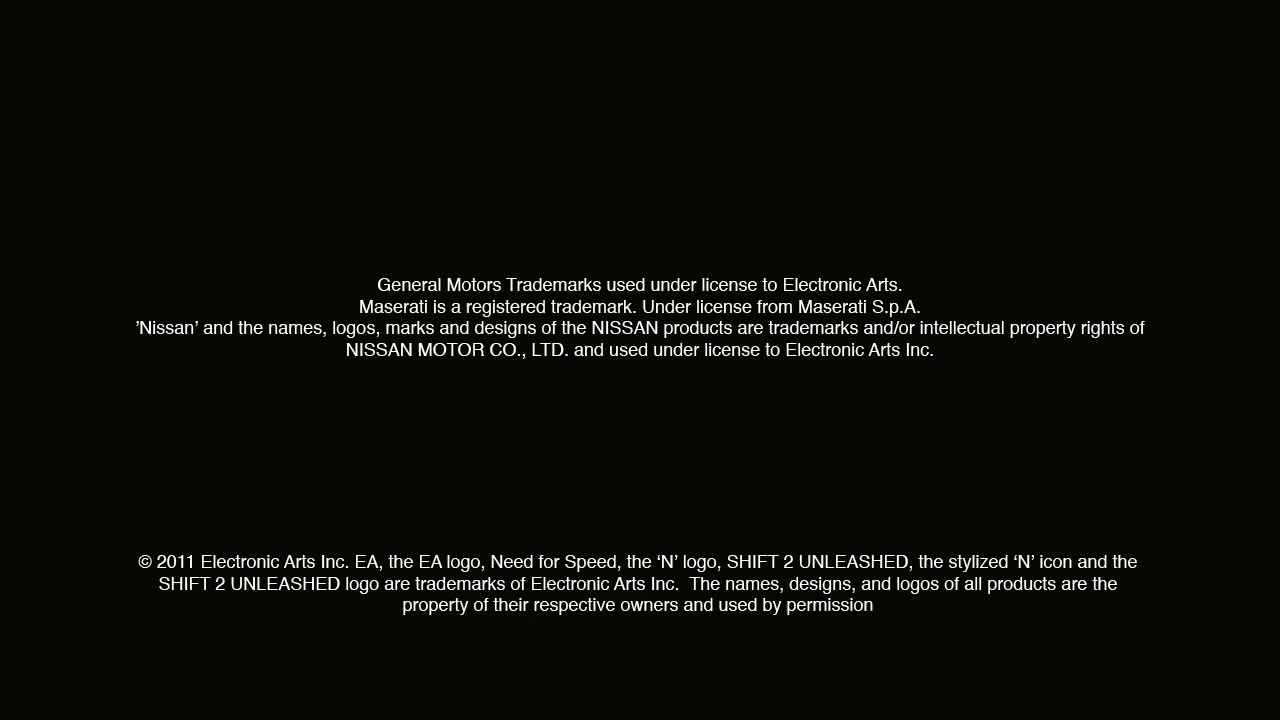 General Motors Trademarks used under license to Electronic Arts.
Maserati is a registered trademark. Under license from Maserati S.p.A.
’Nissan’ and the names, logos, marks and designs of the NISSAN products are trademarks and/or intellectual property rights of
NISSAN MOTOR CO., LTD. and used under license to Electronic Arts Inc.
© 2011 Electronic Arts Inc. EA, the EA logo, Need for Speed, the ‘N’ logo, SHIFT 2 UNLEASHED, the stylized ‘N’ icon and the
SHIFT 2 UNLEASHED logo are trademarks of Electronic Arts Inc.  The names, designs, and logos of all products are the
property of their respective owners and used by permission